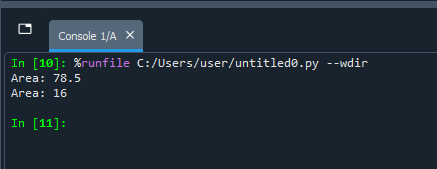 Console 1/A
In [10]: %runfile C:/Users/user/untitled0.py --wdir
Area: 78.5
Area: 16
In [11]: